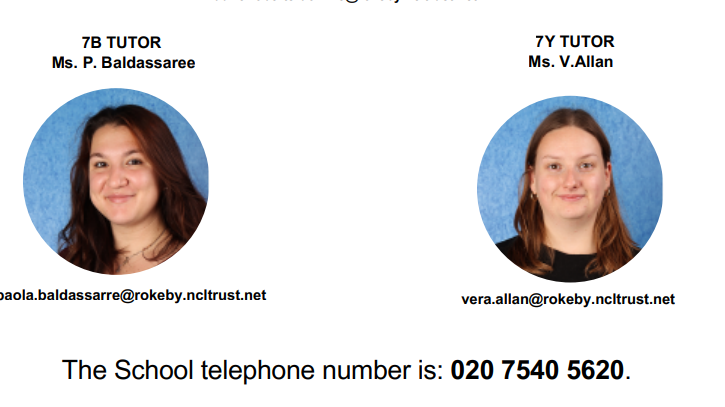 7B TUTOR
Ms. P. Baldassaree
7Y TUTOR
Ms. V.Allan
paola.baldassarre@rokeby.ncltrust.net
vera.allan@rokeby.ncltrust.net
The School telephone number is: 020 7540 5620.